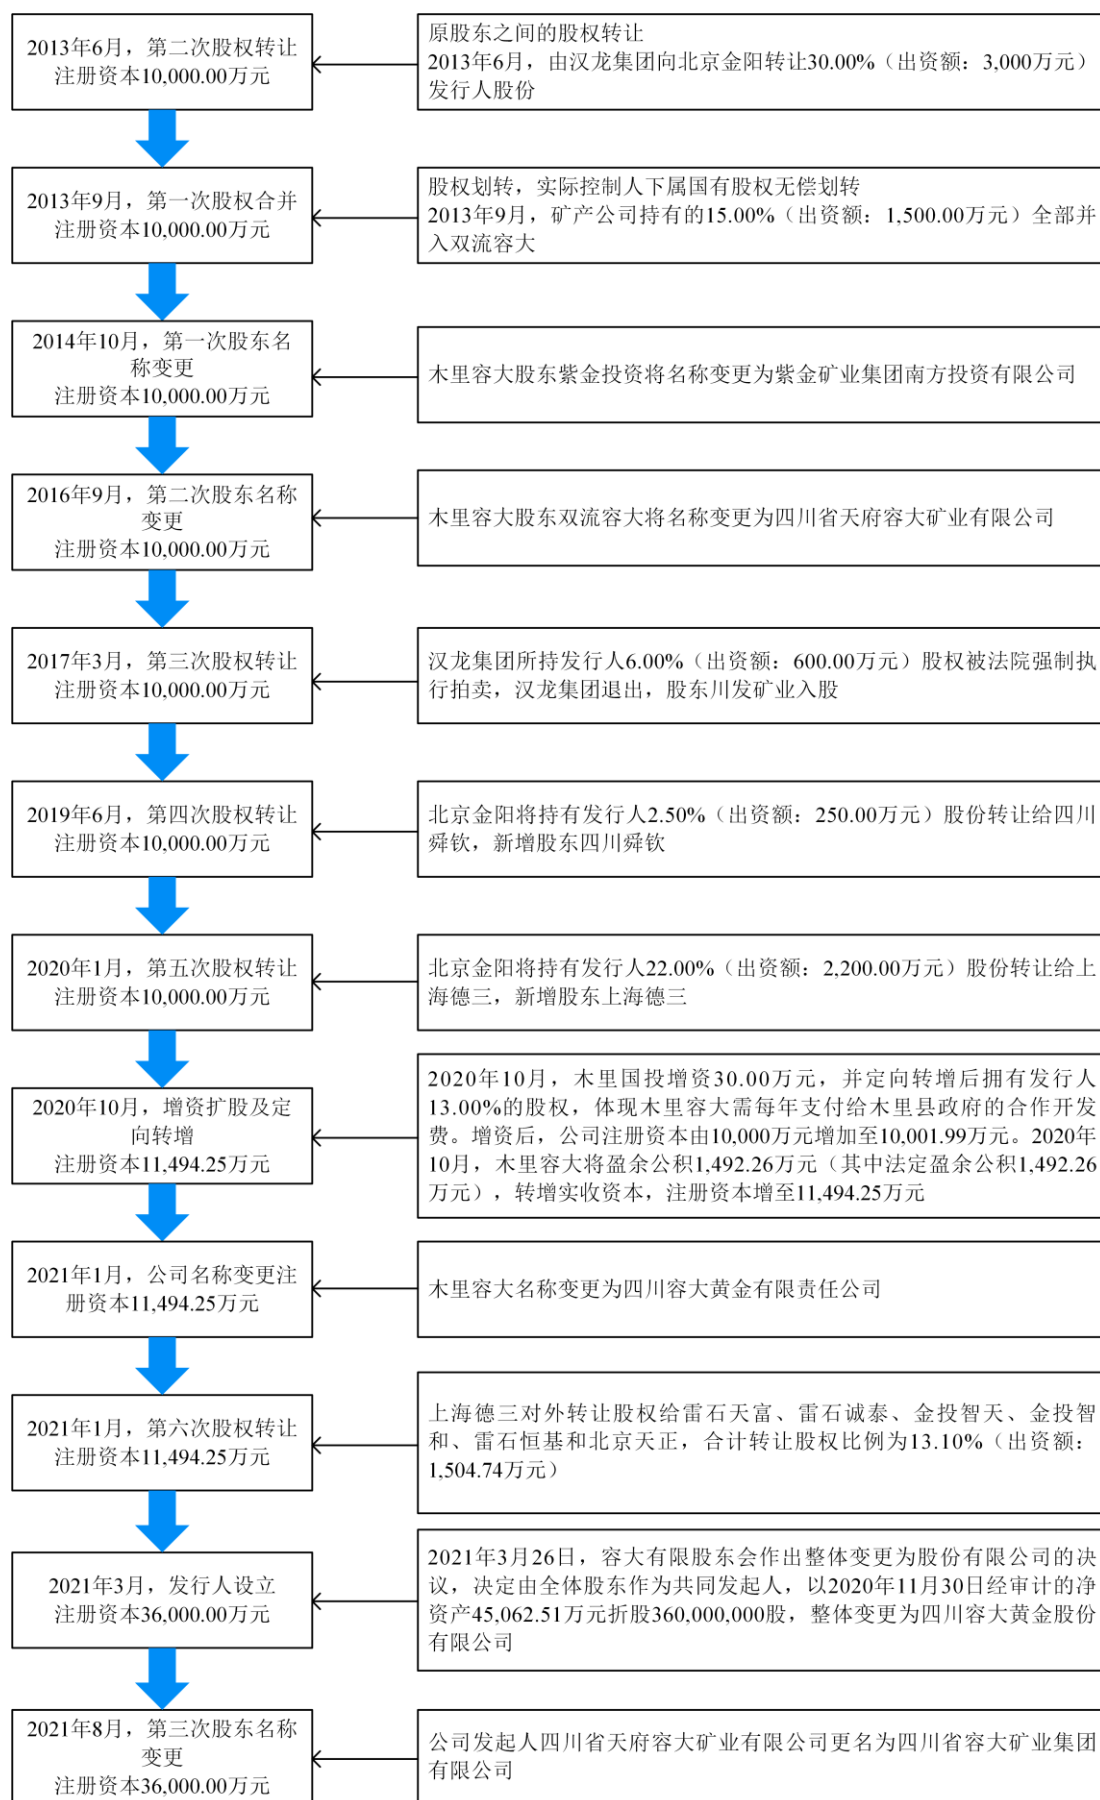 2013年6月，第二次股权转让
注册资本10,000.00万元
原股东之间的股权转让
2013年6月，由汉龙集团向北京金阳转让30.00%（出资额：3,000万元）
发行人股份
2013年9月，第一次股权合并
注册资本10,000.00万元
股权划转，实际控制人下属国有股权无偿划转
2013年9月，矿产公司持有的15.00%（出资额：1,500.00万元）全部并
入双流容大
2014年10月，第一次股东名
称变更
注册资本10,000.00万元
木里容大股东紫金投资将名称变更为紫金矿业集团南方投资有限公司
2016年9月，第二次股东名称
变更
注册资本10,000.00万元
木里容大股东双流容大将名称变更为四川省天府容大矿业有限公司
2017年3月，第三次股权转让
注册资本10,000.00万元
汉龙集团所持发行人6.00%（出资额：600.00万元）股权被法院强制执
行拍卖，汉龙集团退出，股东川发矿业入股
2019年6月，第四次股权转让
注册资本10,000.00万元
北京金阳将持有发行人2.50%（出资额：250.00万元）股份转让给四川
舜钦，新增股东四川舜钦
2020年1月，第五次股权转让
注册资本10,000.00万元
北京金阳将持有发行人22.00%（出资额：2,200.00万元）股份转让给上
海德三，新增股东上海德三
2020年10月，增资扩股及定
向转增
注册资本11,494.25万元
2020年10月，木里国投增资30.00万元，并定向转增后拥有发行人
13.00%的股权，体现木里容大需每年支付给木里县政府的合作开发
费。增资后，公司注册资本由10,000万元增加至10,001.99万元。2020年
10月，木里容大将盈余公积1,492.26万元（其中法定盈余公积1,492.26
万元），转增实收资本，注册资本增至11,494.25万元
2021年1月，公司名称变更注
册资本11,494.25万元
木里容大名称变更为四川容大黄金有限责任公司
2021年1月，第六次股权转让
注册资本11,494.25万元
上海德三对外转让股权给雷石天富、雷石诚泰、金投智天、金投智
和、雷石恒基和北京天正，合计转让股权比例为13.10%（出资额：
1,504.74万元）
2021年3月，发行人设立
注册资本36,000.00万元
2021年3月26日，容大有限股东会作出整体变更为股份有限公司的决
议，决定由全体股东作为共同发起人，以2020年11月30日经审计的净
资产45,062.51万元折股360,000,000股，整体变更为四川容大黄金股份
有限公司
2021年8月，第三次股东名称
变更
注册资本36,000.00万元
公司发起人四川省天府容大矿业有限公司更名为四川省容大矿业集团
有限公司